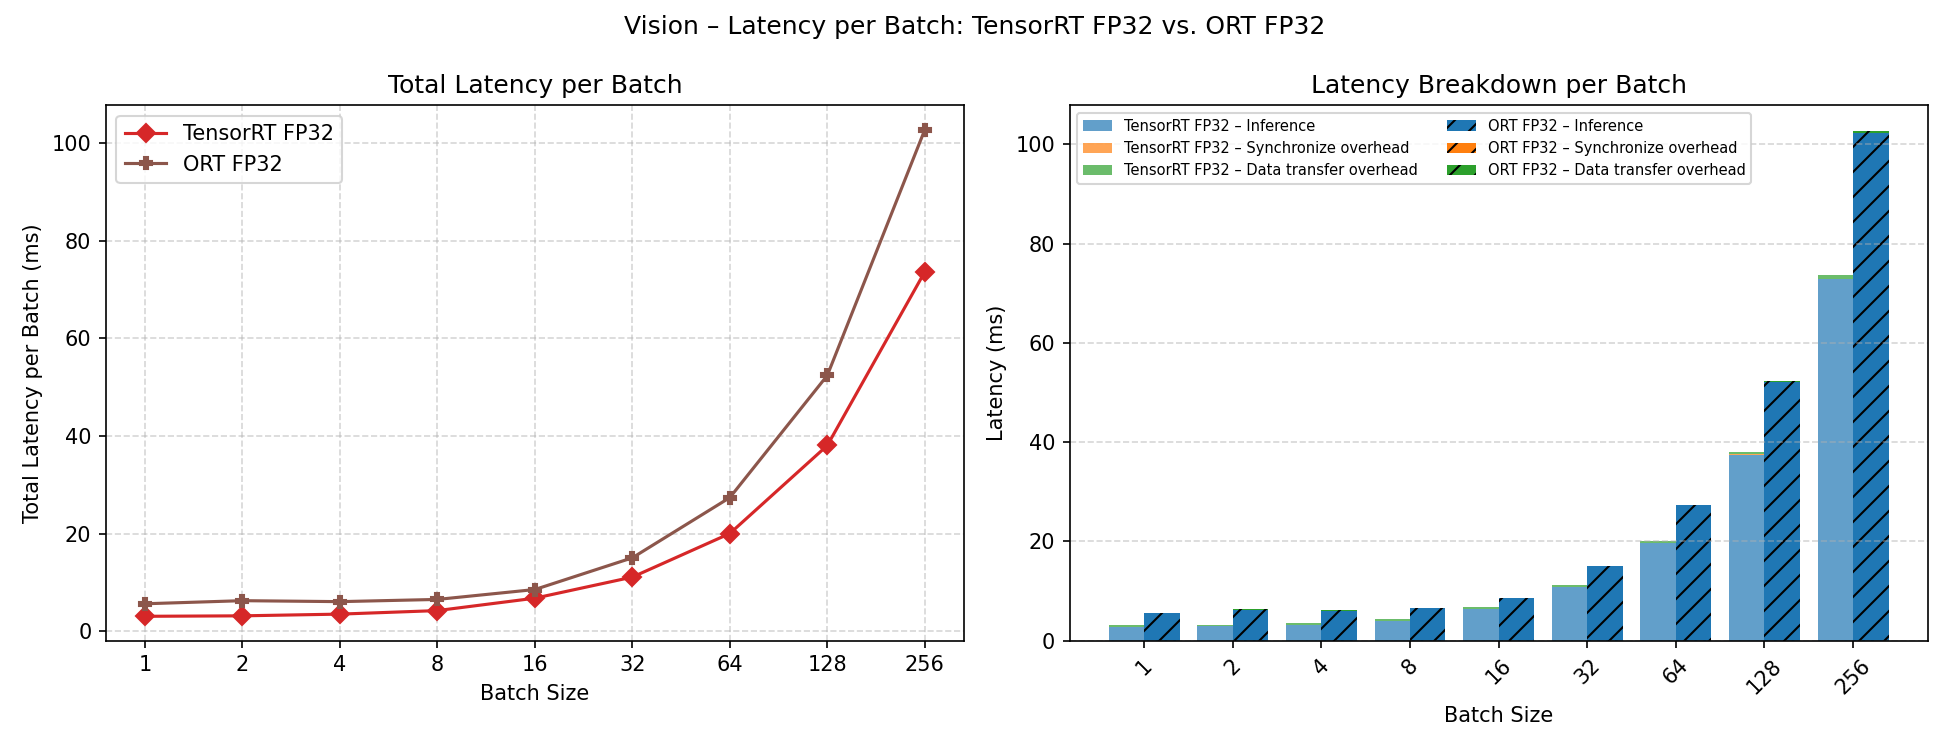 Vision – Latency per Batch: TensorRT FP32 vs. ORT FP32
Total Latency per Batch
TensorRT FP32
ORT FP32
Total Latency per Batch (ms)
100
80
60
40
20
0
1 2 4 8 16 32 64 128 256
Batch Size
Latency Breakdown per Batch
TensorRT FP32 – Inference
TensorRT FP32 – Synchronize overhead
TensorRT FP32 – Data transfer overhead
ORT FP32 – Inference
ORT FP32 – Synchronize overhead
ORT FP32 – Data transfer overhead
Latency (ms)
100
80
60
40
20
0
1 2 4 8 16 32 64 128 256
Batch Size